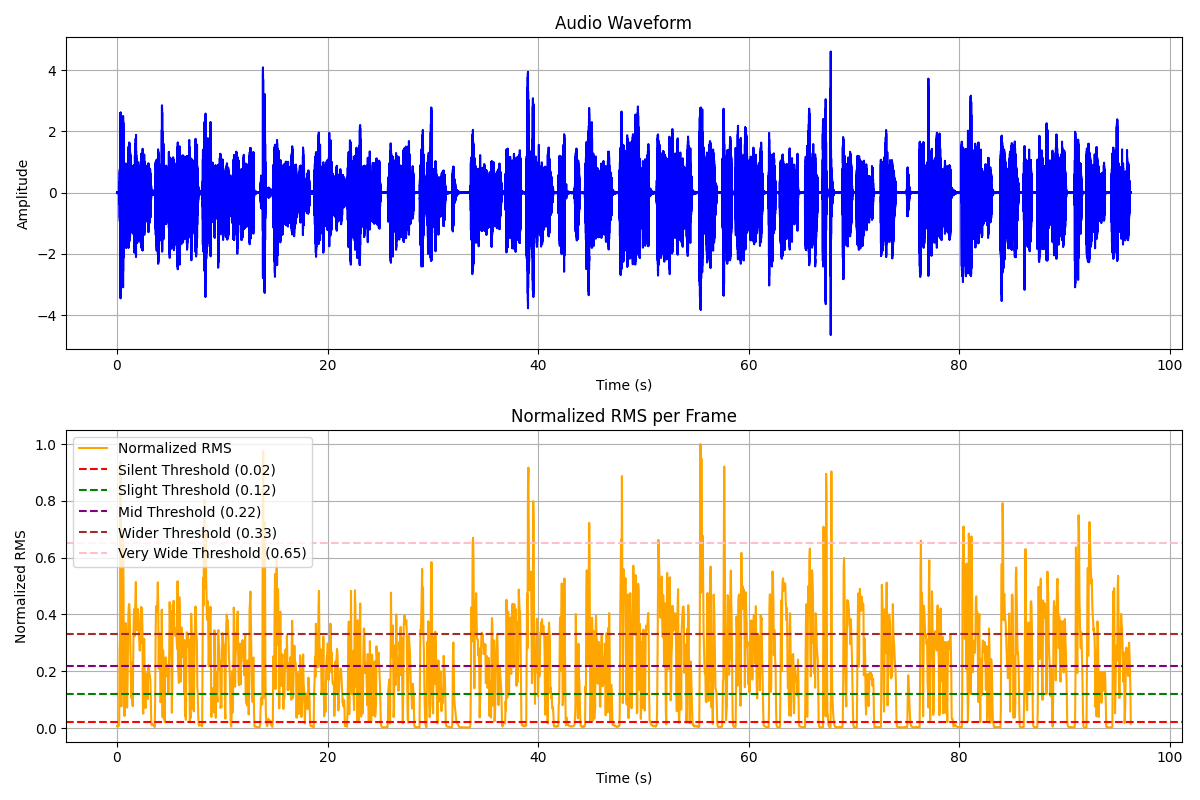 Audio Waveform
4
2
0
−2
−4
Amplitude
0 20 40 60 80 100
Time (s)
Normalized RMS per Frame
1.0
0.8
0.6
0.4
0.2
0.0
Normalized RMS
Normalized RMS
Silent Threshold (0.02)
Slight Threshold (0.12)
Mid Threshold (0.22)
Wider Threshold (0.33)
Very Wide Threshold (0.65)
0 20 40 60 80 100
Time (s)